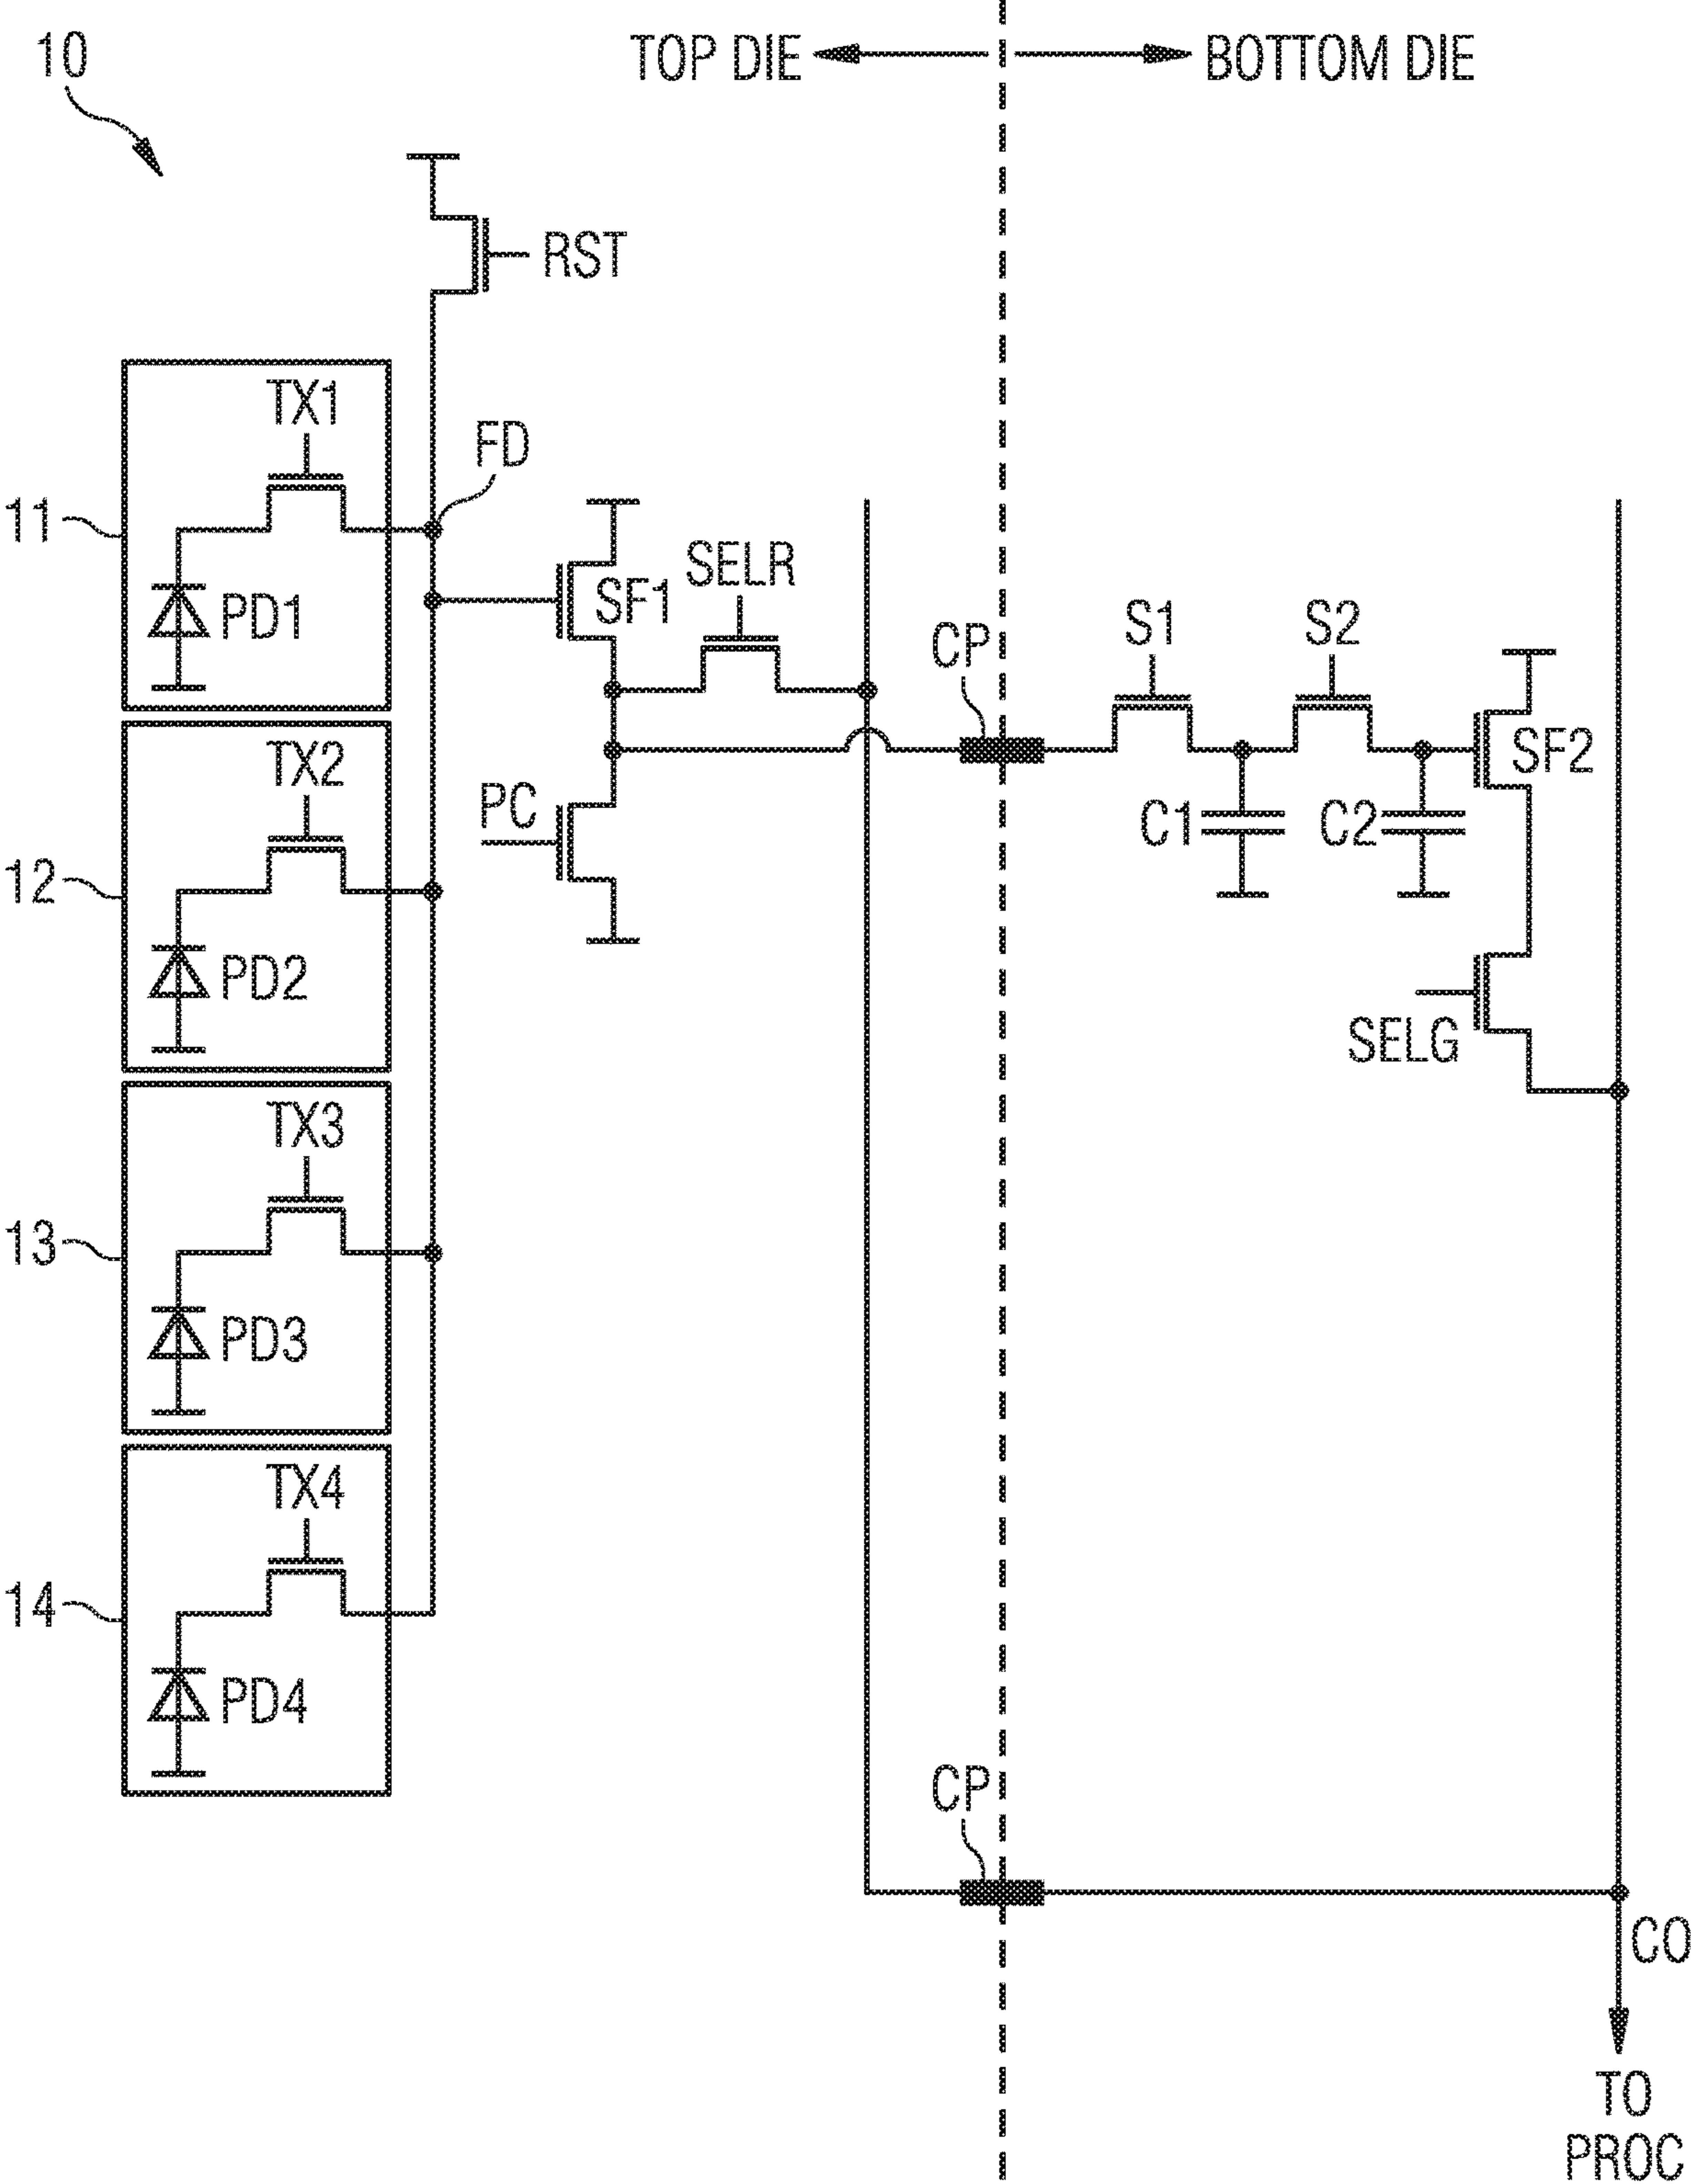 10
TOP DIE
BOTTOM DIE
RST
TX1
FD
11
PD1
SF1
SELR
CP
S1
S2
SF2
TX2
PC
C1
C2
12
PD2
SELG
TX3
13
PD3
TX4
14
PD4
CP
CO
TO
PROC